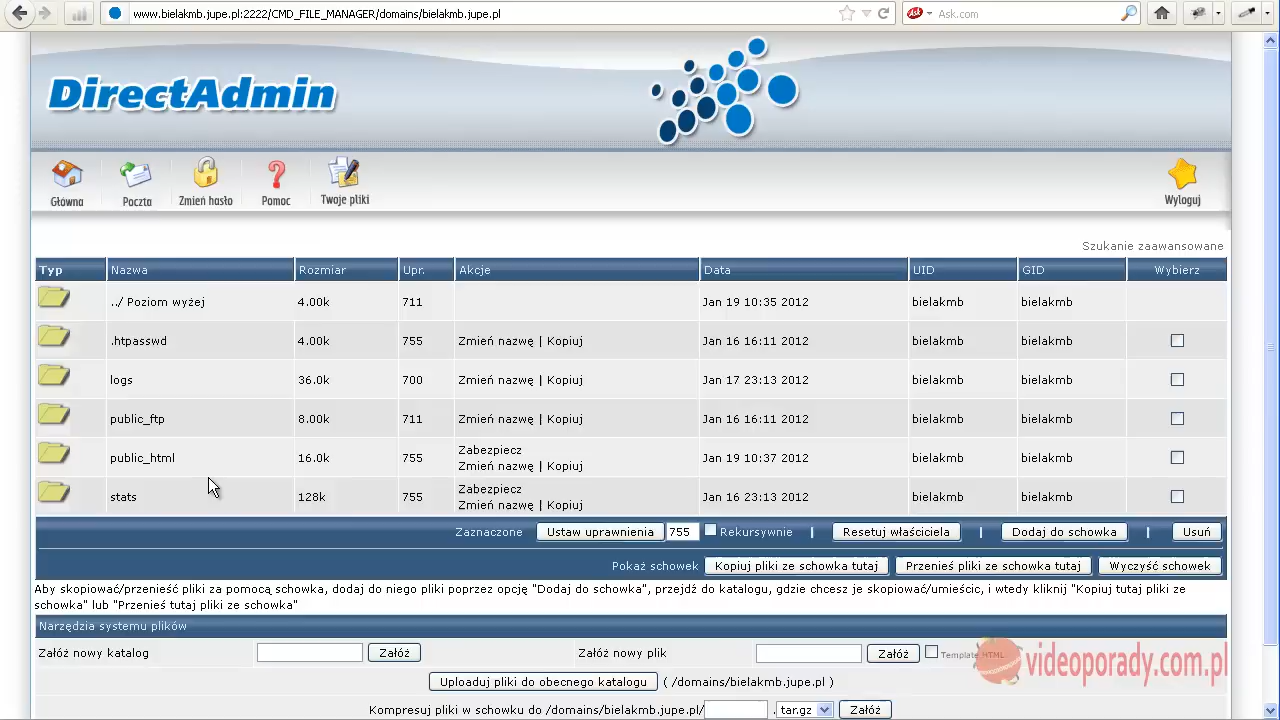 www.bielakmb.jupe.pl:2222/CMD_FILE_MANAGER/domains/bielakmb.jupe.pl
ask Ask.com
DirectAdmin
Główna Poczta Zmień hasło Pomoc Twoje pliki Wyloguj
Szukanie zaawansowane
Typ Nazwa Rozmiar Upr. Akcje Data UID GID Wybierz
../ Poziom wyżej 4.00k 711 Jan 19 10:35 2012 bielakmb bielakmb
.htpasswd 4.00k 755 Zmień nazwę | Kopiuj Jan 16 16:11 2012 bielakmb bielakmb
logs 36.0k 700 Zmień nazwę | Kopiuj Jan 17 23:13 2012 bielakmb bielakmb
public_ftp 8.00k 711 Zmień nazwę | Kopiuj Jan 16 16:11 2012 bielakmb bielakmb
Zabezpiecz
public_html 16.0k 755 Zmień nazwę | Kopiuj Jan 19 10:37 2012 bielakmb bielakmb
Zabezpiecz
stats 128k 755 Zmień nazwę | Kopiuj Jan 16 23:13 2012 bielakmb bielakmb
Zaznaczone Ustaw uprawnienia 755 Rekursywnie | Resetuj właściciela | Dodaj do schowka | Usuń
Pokaż schowek Kopiuj pliki ze schowka tutaj Przenieś pliki ze schowka tutaj Wyczyść schowek
Aby skopiować/przenieść pliki za pomocą schowka, dodaj do niego pliki poprzez opcję "Dodaj do schowka", przejdź do katalogu, gdzie chcesz je skopiować/umieścic, i wtedy kliknij "Kopiuj tutaj pliki ze
schowka" lub "Przenieś tutaj pliki ze schowka"
Narzędzia systemu plików
Załóż nowy katalog Załóż Załóż nowy plik Załóż Template HTML
videoporady.com.pl
Uploaduj pliki do obecnego katalogu ( /domains/bielakmb.jupe.pl )
Kompresuj pliki w schowku do /domains/bielakmb.jupe.pl/ . tar.gz Załóż